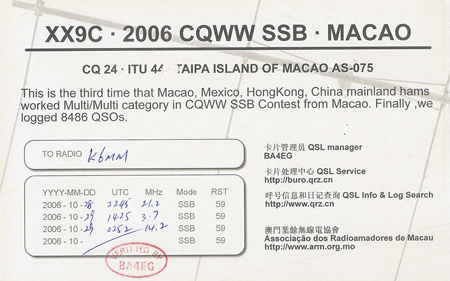 XX9C · 2006 CQWW SSB · MACAO
CQ 24 · ITU 44 TAIPA ISLAND OF MACAO AS-075
This is the third time that Macao, Mexico, HongKong, China mainland hams
worked Multi/Multi category in CQWW SSB Contest from Macao. Finally ,we
logged 8486 QSOs.
TO RADIO K6MM
YYYY-MM-DD UTC MHz Mode RST
2006 - 10 -28 2245 21.2 SSB 59
2006 - 10 -29 1425 3.7 SSB 59
2006 - 10 -29 0252 14.2 SSB 59
2006 - 10 - SSB 59
VERIFIED BY
BA4EG
卡片管理员 QSL manager
BA4EG
卡片处理中心 QSL Service
http://buro.qrz.cn
呼号信息和日记查询 QSL Info & Log Search
http://www.qrz.cn
澳門業餘無線電協會
Associação dos Radioamadores de Macau
http://www.arm.org.mo